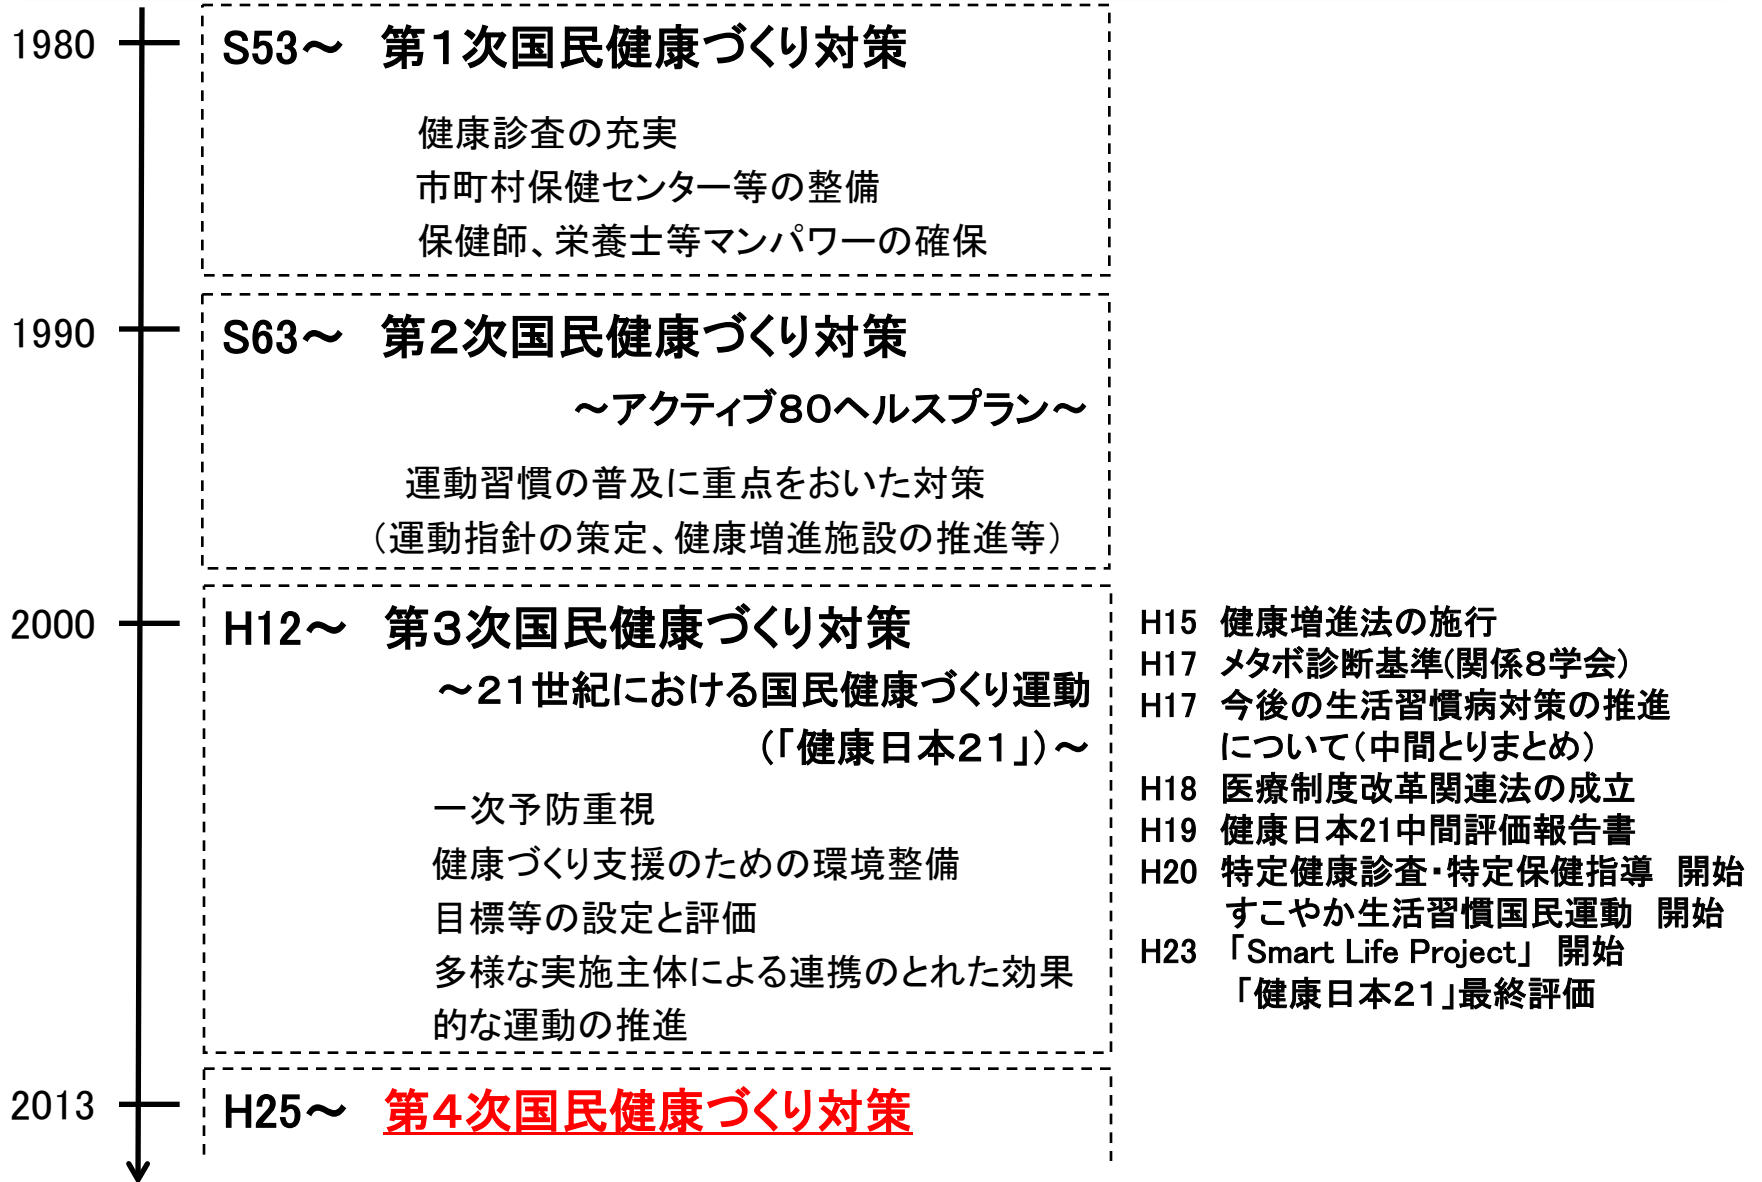 1980
S53～　第１次国民健康づくり対策
健康診査の充実
市町村保健センター等の整備
保健師、栄養士等マンパワーの確保
1990
S63～　第２次国民健康づくり対策
～アクティブ８０ヘルスプラン～
運動習慣の普及に重点をおいた対策
（運動指針の策定、健康増進施設の推進等）
2000
H12～　第３次国民健康づくり対策
～２１世紀における国民健康づくり運動
（「健康日本２１」）～
一次予防重視
健康づくり支援のための環境整備
目標等の設定と評価
多様な実施主体による連携のとれた効果
的な運動の推進
H15　健康増進法の施行
H17　メタボ診断基準(関係８学会）
H17　今後の生活習慣病対策の推進
について（中間とりまとめ）
H18　医療制度改革関連法の成立
H19　健康日本21中間評価報告書
H20　特定健康診査・特定保健指導　開始
すこやか生活習慣国民運動　開始
H23　「Smart Life Project」　開始
「健康日本２１」最終評価
2013
H25～　第４次国民健康づくり対策